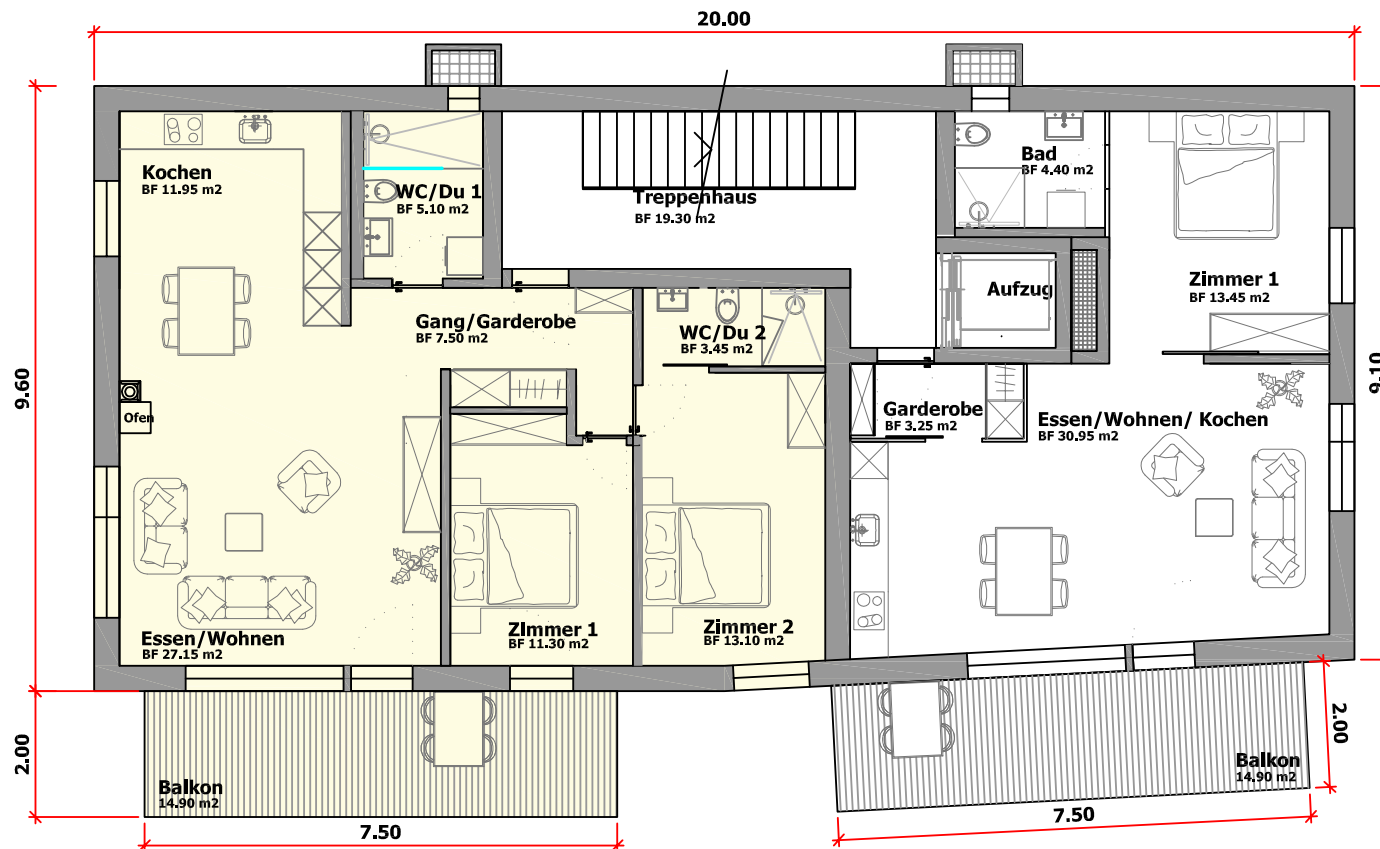 20.00
9.60
9.10
Kochen
BF 11.95 m2
WC/Du 1
BF 5.10 m2
Treppenhaus
BF 19.30 m2
Bad
BF 4.40 m2
Zimmer 1
BF 13.45 m2
Aufzug
Gang/Garderobe
BF 7.50 m2
WC/Du 2
BF 3.45 m2
Ofen
Garderobe
BF 3.25 m2
Essen/Wohnen/ Kochen
BF 30.95 m2
Essen/Wohnen
BF 27.15 m2
ZImmer 1
BF 11.30 m2
Zimmer 2
BF 13.10 m2
2.00
Balkon
14.90 m2
7.50
Balkon
14.90 m2
2.00
7.50